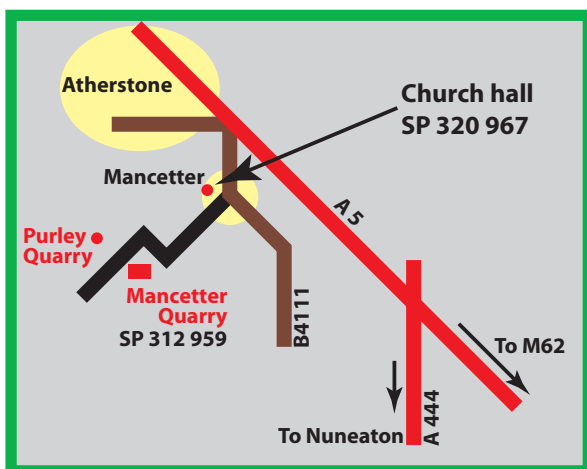 Atherstone
Church hall
SP 320 967
Mancetter
A 5
Purley
Quarry
Mancetter
Quarry
SP 312 959
B4111
To M62
To Nuneaton
A 444